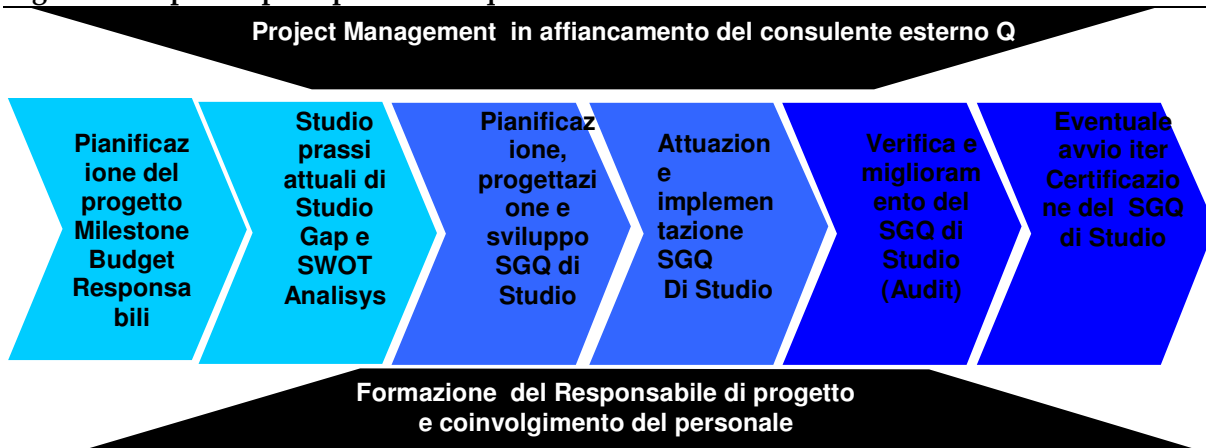 Project Management in affiancamento del consulente esterno Q
Pianificaz
ione del
progetto
Milestone
Budget
Responsa
bili
Studio
prassi
attuali di
Studio
Gap e
SWOT
Analisys
Pianificaz
ione,
progettazi
one e
sviluppo
SGQ di
Studio
Attuazion
e
implemen
tazione
SGQ
Di Studio
Verifica e
miglioram
ento del
SGQ di
Studio
(Audit)
Eventuale
avvio iter
Certificazio
ne del SGQ
di Studio
Formazione del Responsabile di progetto
e coinvolgimento del personale